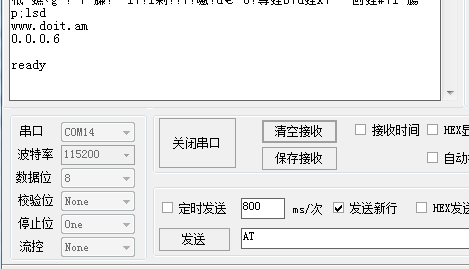 p;lsd
www.doit.am
0.0.0.6
ready
串口 COM14
波特率 115200
数据位 8
校验位 None
停止位 One
流控 None
关闭串口
清空接收
保存接收
接收时间 HEX显
自动
定时发送 800 ms/次 发送新行 HEX发
发送 AT